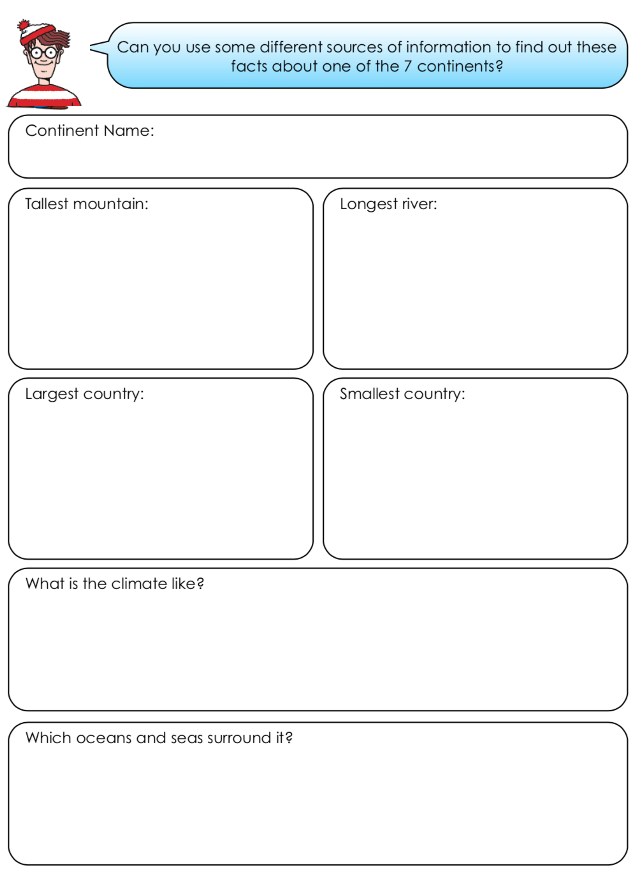 Can you use some different sources of information to find out these
facts about one of the 7 continents?
Continent Name:
Tallest mountain:
Longest river:
Largest country:
Smallest country:
What is the climate like?
Which oceans and seas surround it?